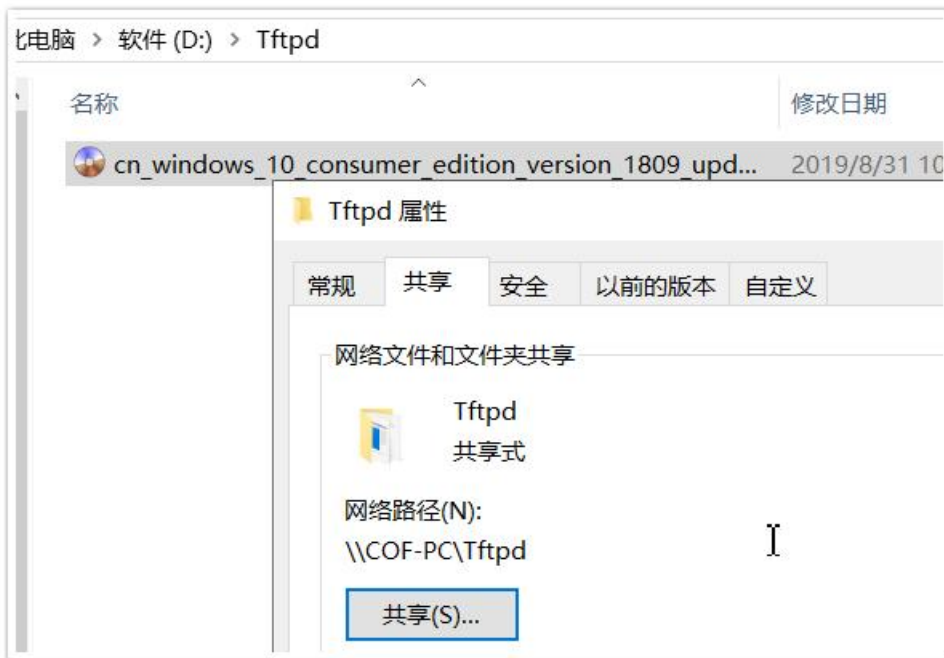 此电脑 > 软件 (D:) > Tftpd
名称 修改日期
cn_windows_10_consumer_edition_version_1809_upd... 2019/8/31 10
Tftpd 属性
常规 共享 安全 以前的版本 自定义
网络文件和文件夹共享
Tftpd
共享式
网络路径(N):
\\COF-PC\Tftpd
共享(S)...